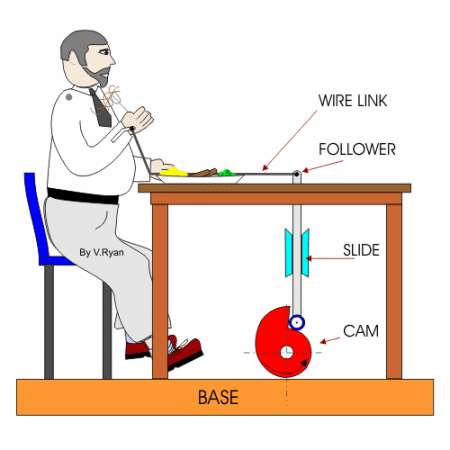 WIRE LINK
FOLLOWER
By V.Ryan
SLIDE
CAM
BASE